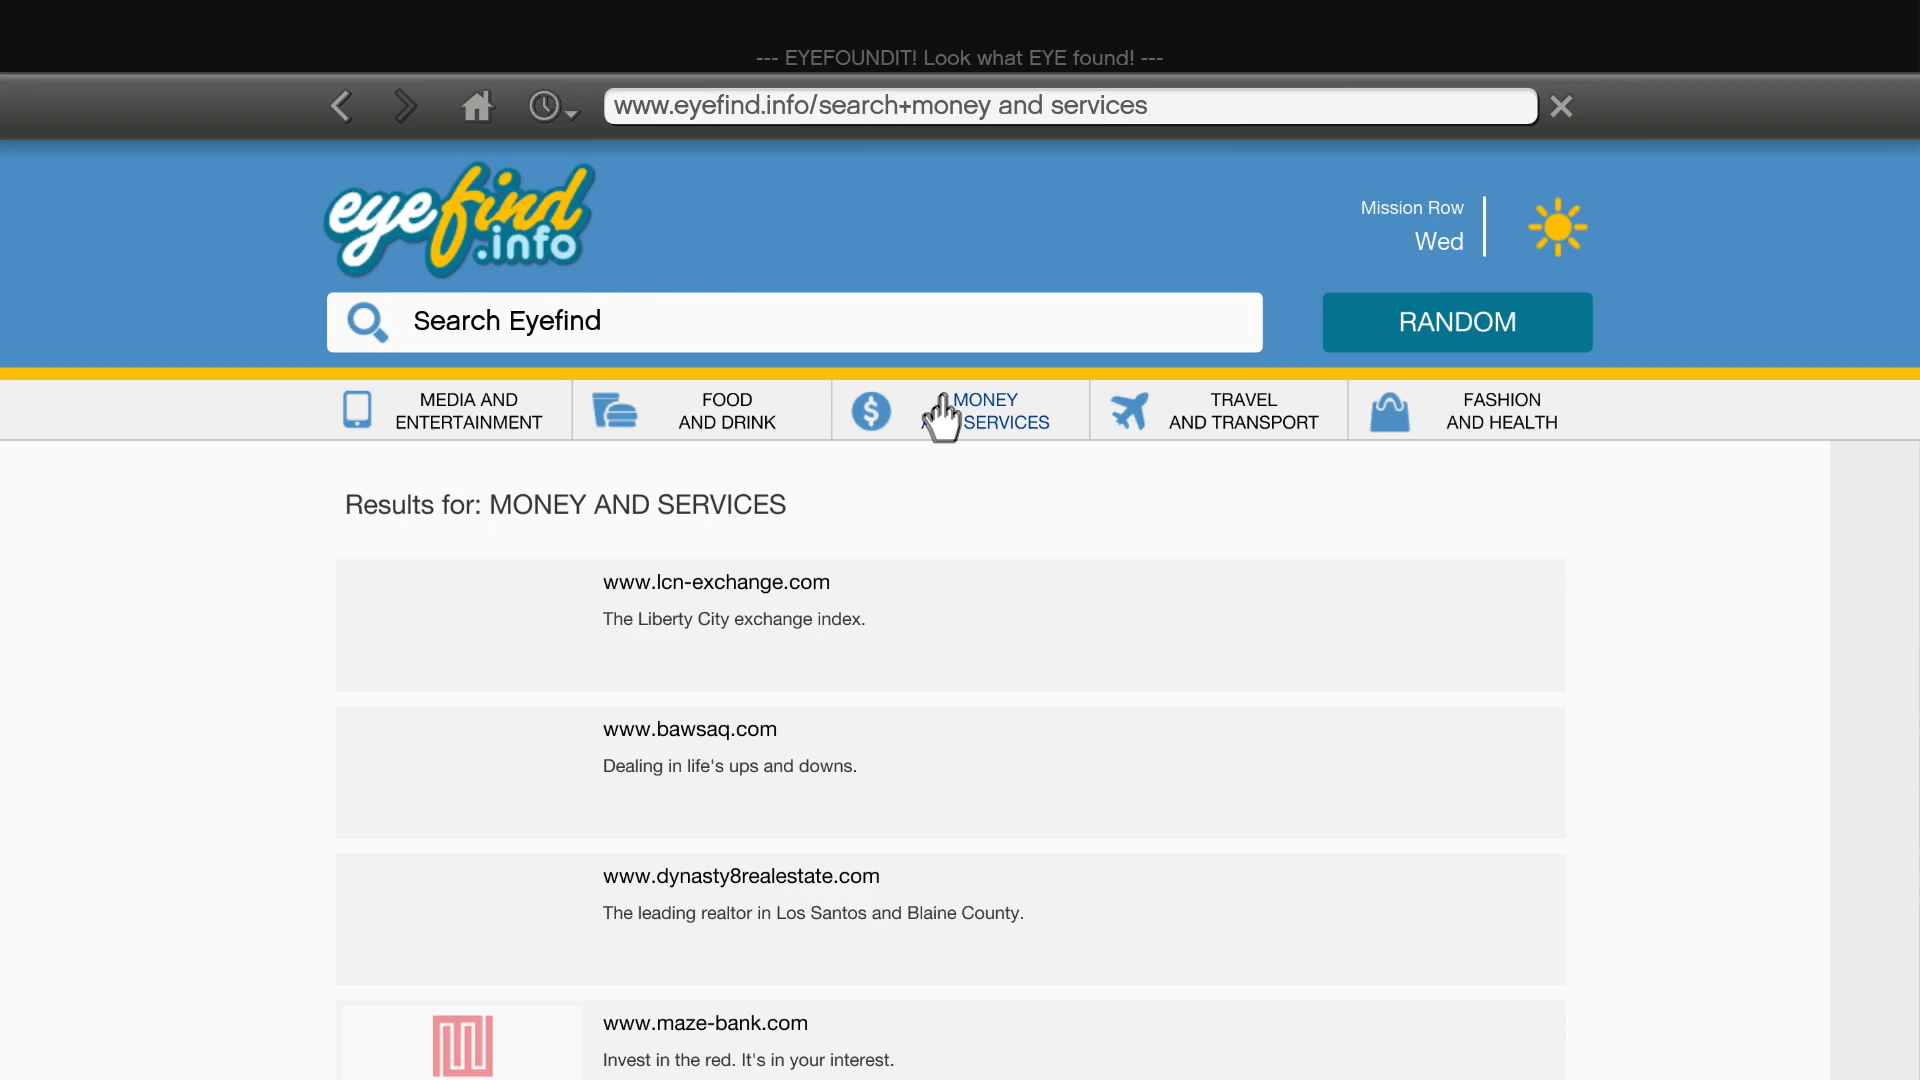 --- EYEFOUNDIT! Look what EYE found! ---
www.eyefind.info/search+money and services
eyefind
.info
Mission Row
Wed
Search Eyefind
RANDOM
MEDIA AND
ENTERTAINMENT
FOOD
AND DRINK
MONEY
SERVICES
TRAVEL
AND TRANSPORT
FASHION
AND HEALTH
Results for: MONEY AND SERVICES
www.lcn-exchange.com
The Liberty City exchange index.
www.bawsaq.com
Dealing in life's ups and downs.
www.dynasty8realestate.com
The leading realtor in Los Santos and Blaine County.
www.maze-bank.com
Invest in the red. It's in your interest.